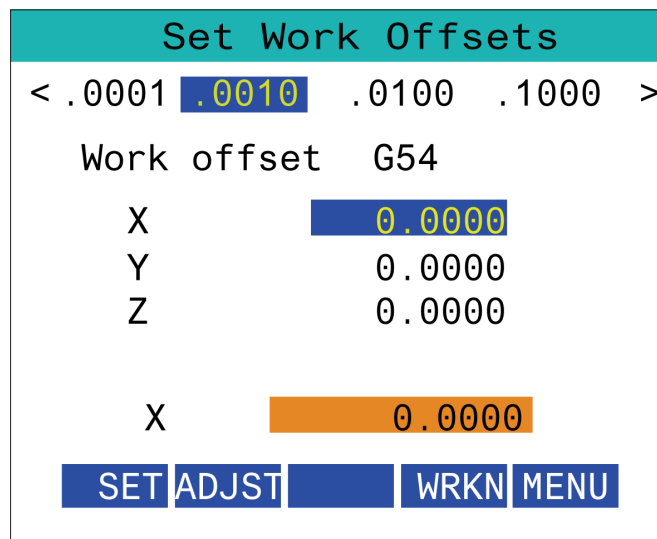 Set Work Offsets
< .0001 .0010 .0100 .1000 >
Work offset G54
X 0.0000
Y 0.0000
Z 0.0000
X 0.0000
SET ADJST WRKN MENU